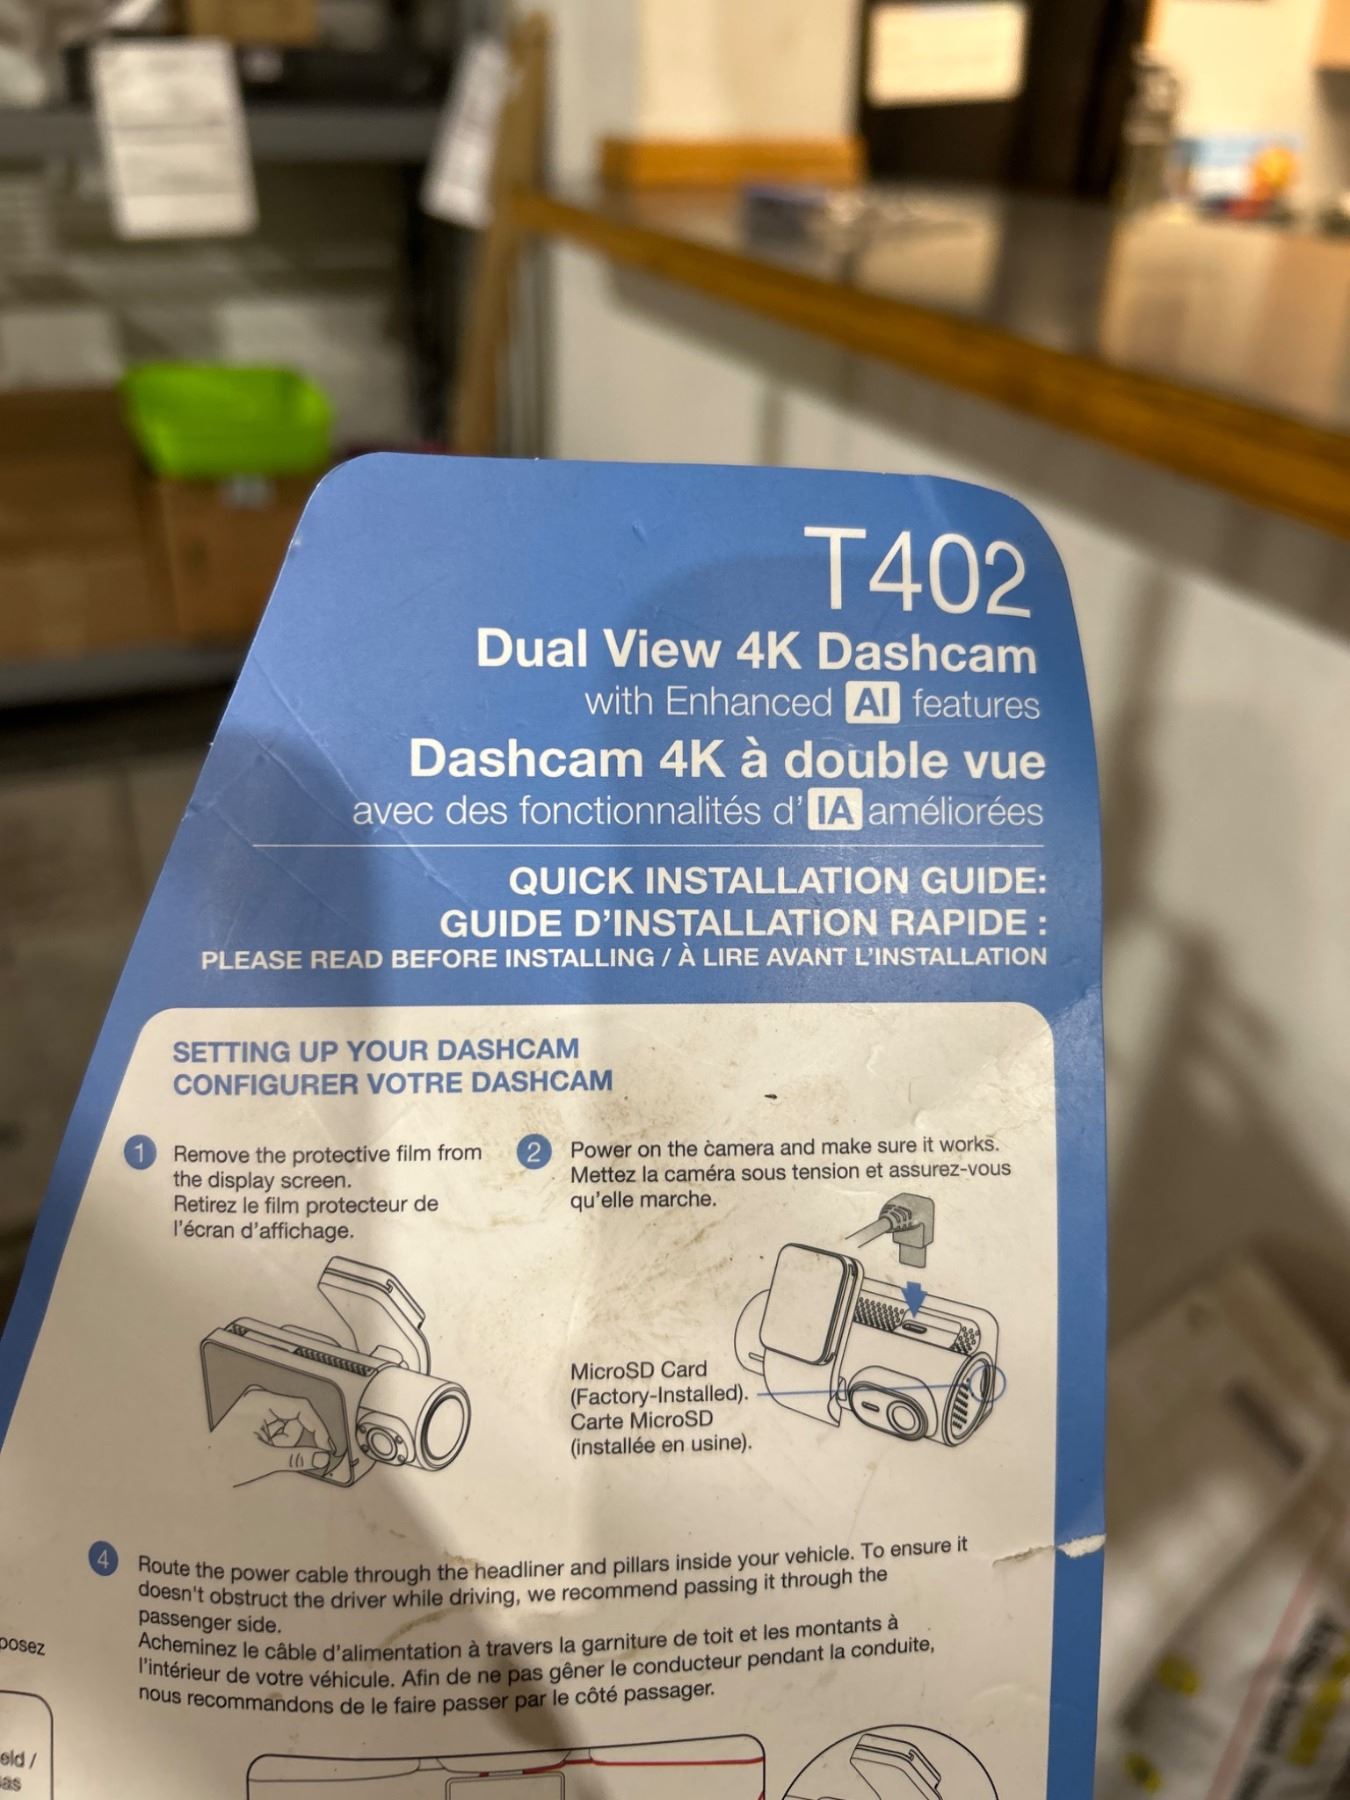 T402
Dual View 4K Dashcam
with Enhanced AI features
Dashcam 4K à double vue
avec des fonctionnalités d'IA améliorées
QUICK INSTALLATION GUIDE:
GUIDE D'INSTALLATION RAPIDE :
PLEASE READ BEFORE INSTALLING / À LIRE AVANT L'INSTALLATION
SETTING UP YOUR DASHCAM
CONFIGURER VOTRE DASHCAM
1
Remove the protective film from
the display screen.
Retirez le film protecteur de
l'écran d'affichage.
2
Power on the camera and make sure it works.
Mettez la caméra sous tension et assurez-vous
qu'elle marche.
MicroSD Card
(Factory-Installed).
Carte MicroSD
(installée en usine).
4
Route the power cable through the headliner and pillars inside your vehicle. To ensure it
doesn't obstruct the driver while driving, we recommend passing it through the
passenger side.
Acheminez le câble d'alimentation à travers la garniture de toit et les montants à
l'intérieur de votre véhicule. Afin de ne pas gêner le conducteur pendant la conduite,
nous recommandons de le faire passer par le côté passager.
posez
eld /
as